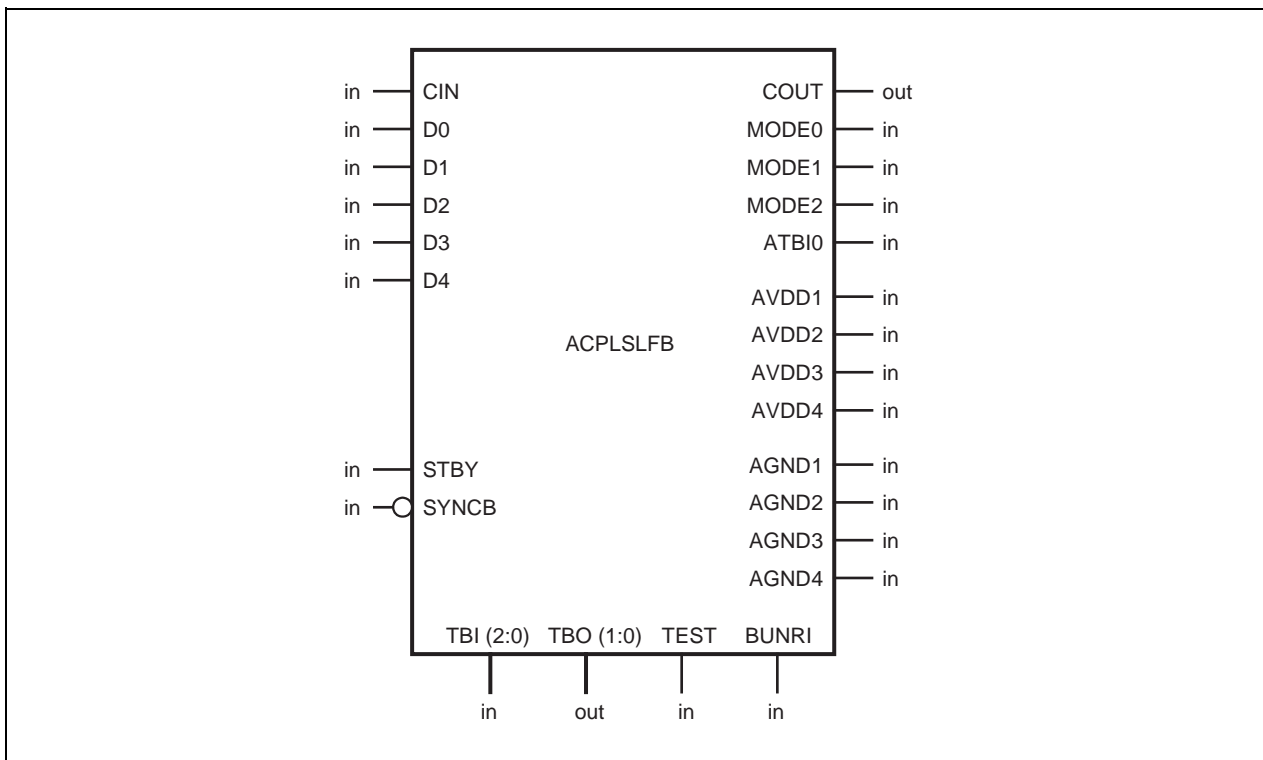 in CIN COUT out
in D0 MODE0 in
in D1 MODE1 in
in D2 MODE2 in
in D3 ATBI0 in
in D4
AVDD1 in
AVDD2 in
ACPLSLFB
AVDD3 in
AVDD4 in
in STBY AGND1 in
in SYNCB AGND2 in
AGND3 in
AGND4 in
TBI (2:0) TBO (1:0) TEST BUNRI
in out in in